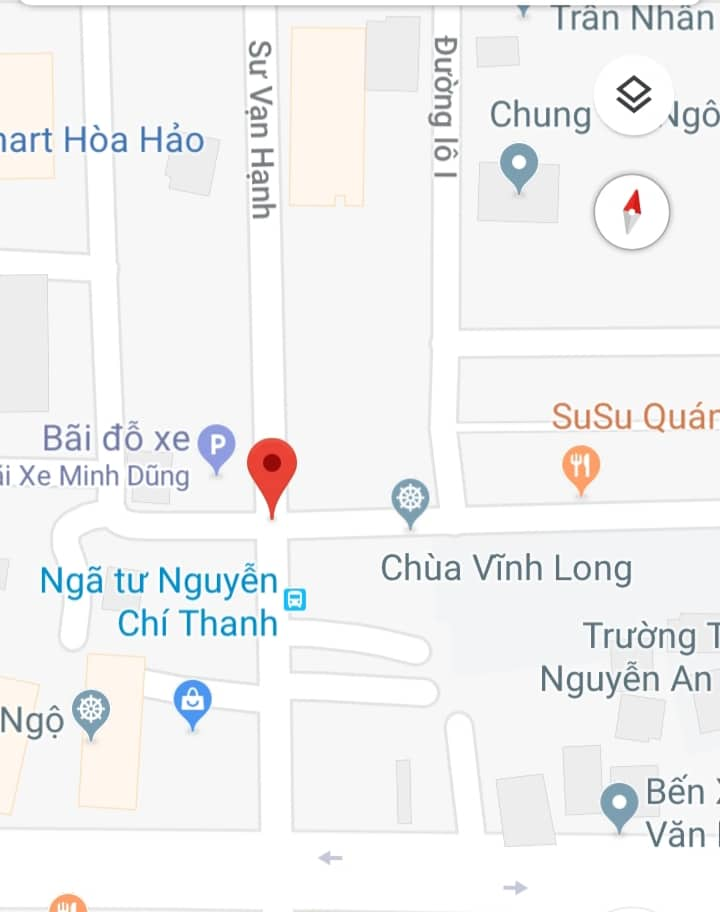 Trần Nhân
Sư Vạn Hạnh
Đường lô I
Chung Ngô
mart Hòa Hảo
SuSu Quán
Bãi đỗ xe
P
Bãi Xe Minh Dũng
Chùa Vĩnh Long
Ngã tư Nguyễn
Chí Thanh
Trường T
Nguyễn An
Ngộ
Bến X
Văn